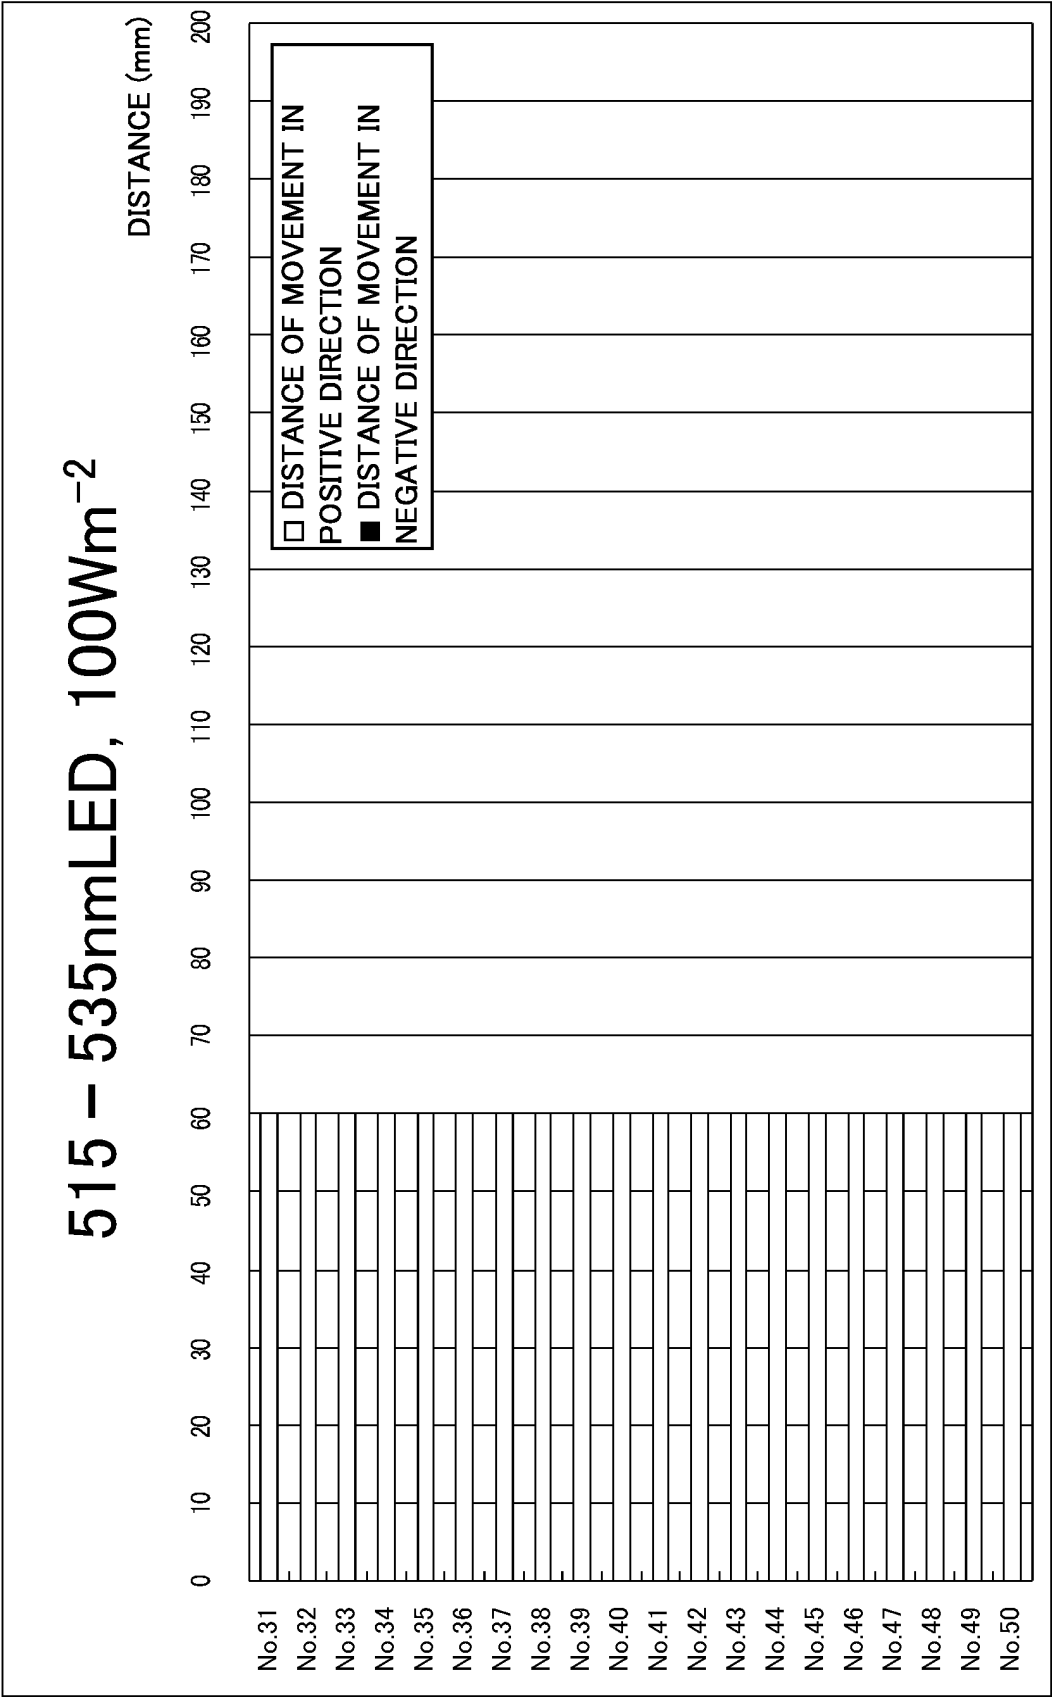 515－535nmLED, 100Wm⁻²
DISTANCE (mm)
0 10 20 30 40 50 60 70 80 90 100 110 120 130 140 150 160 170 180 190 200
□ DISTANCE OF MOVEMENT IN
POSITIVE DIRECTION
■ DISTANCE OF MOVEMENT IN
NEGATIVE DIRECTION
No.31
No.32
No.33
No.34
No.35
No.36
No.37
No.38
No.39
No.40
No.41
No.42
No.43
No.44
No.45
No.46
No.47
No.48
No.49
No.50